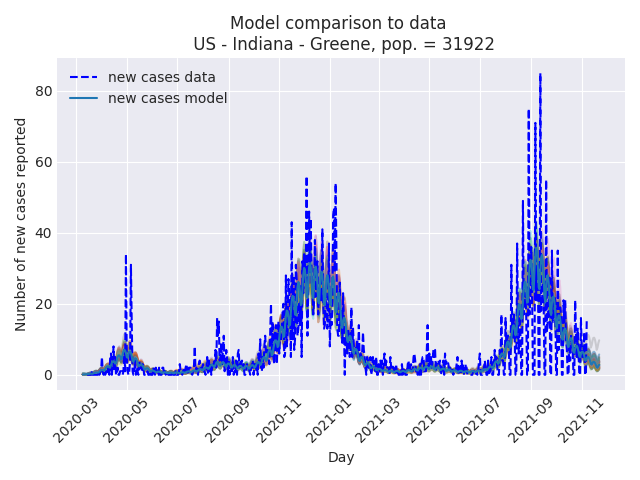 Model comparison to data
US - Indiana - Greene, pop. = 31922
new cases data
new cases model
Number of new cases reported
80
60
40
20
0
2020-03
2020-05
2020-07
2020-09
2020-11
2021-01
2021-03
2021-05
2021-07
2021-09
2021-11
Day